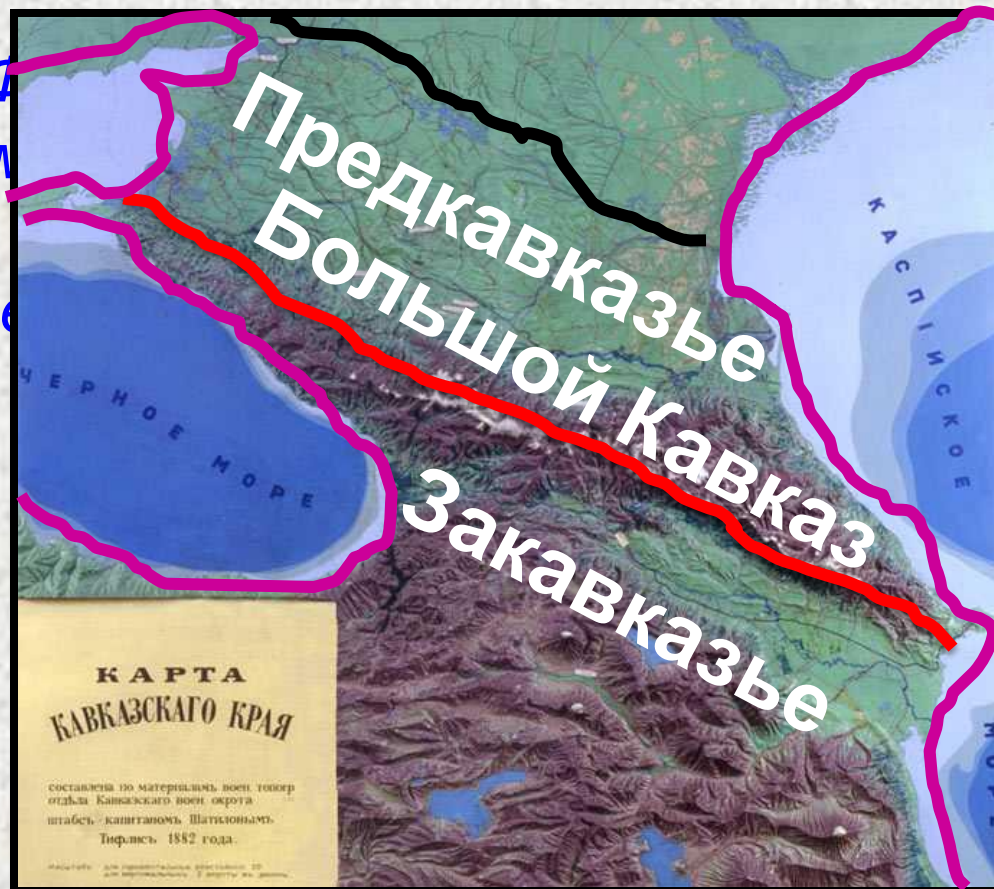 Предкавказье
Большой Кавказ
Закавказье
КАСПІЙСКОЕ
ЧЕРНОЕ МОРЕ
КАРТА
КАВКАЗСКАГО КРАЯ
составлена по матеріаламъ воен. топогр
отдѣла Кавказскаго воен округа
штабсъ-капитаномъ Шатиловымъ
Тифлисъ 1882 года.